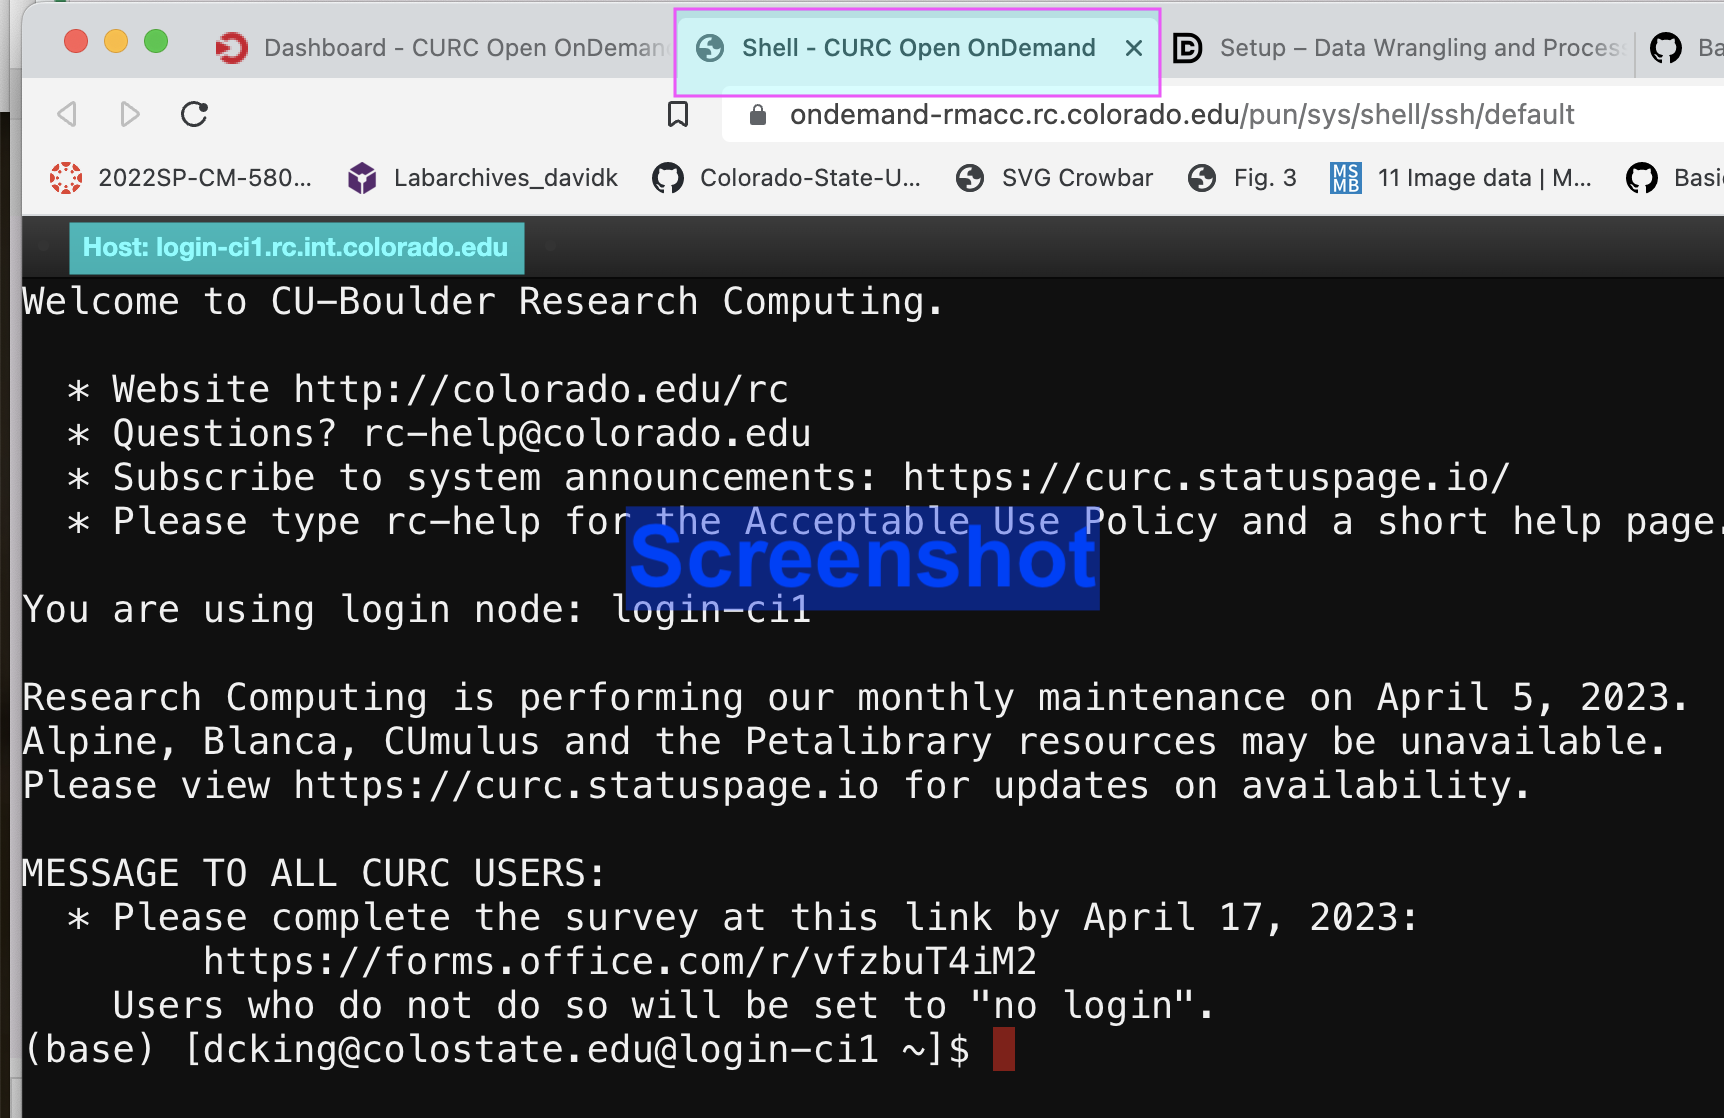 Dashboard - CURC Open OnDeman
Shell - CURC Open OnDemand
Setup – Data Wrangling and Process
Ba
ondemand-rmacc.rc.colorado.edu/pun/sys/shell/ssh/default
2022SP-CM-580...
Labarchives_davidk
Colorado-State-U...
SVG Crowbar
Fig. 3
MS
MB
11 Image data | M...
Basi
Host: login-ci1.rc.int.colorado.edu
Welcome to CU-Boulder Research Computing.
* Website http://colorado.edu/rc
* Questions? rc-help@colorado.edu
* Subscribe to system announcements: https://curc.statuspage.io/
* Please type rc-help for the Acceptable Use Policy and a short help page.
Screenshot
You are using login node: login-ci1
Research Computing is performing our monthly maintenance on April 5, 2023.
Alpine, Blanca, CUmulus and the Petalibrary resources may be unavailable.
Please view https://curc.statuspage.io for updates on availability.
MESSAGE TO ALL CURC USERS:
* Please complete the survey at this link by April 17, 2023:
https://forms.office.com/r/vfzbuT4iM2
Users who do not do so will be set to "no login".
(base) [dcking@colostate.edu@login-ci1 ~]$